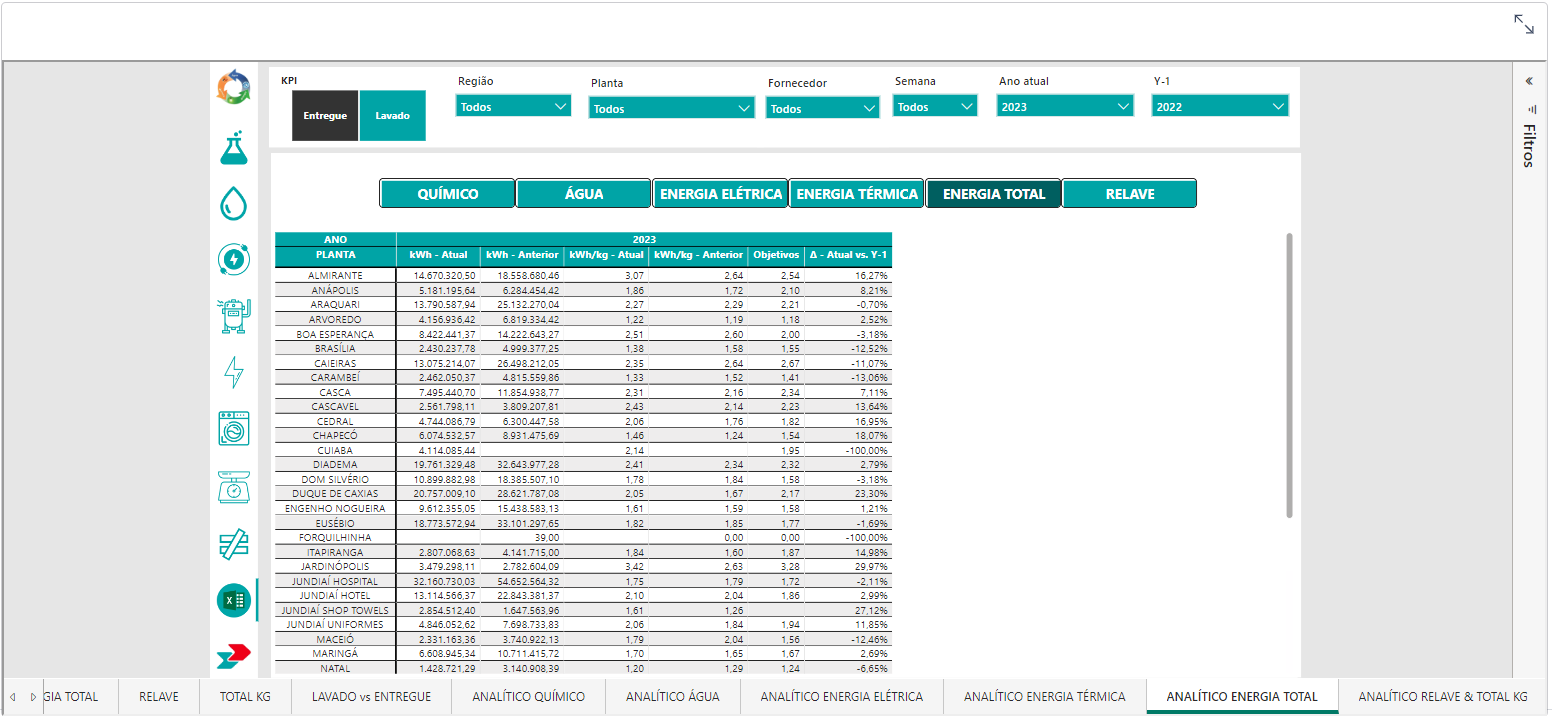 KPI
Entregue
Lavado
Região
Todos
Planta
Todos
Fornecedor
Todos
Semana
Todos
Ano atual
2023
Y-1
2022
Filtros
QUÍMICO
ÁGUA
ENERGIA ELÉTRICA
ENERGIA TÉRMICA
ENERGIA TOTAL
RELAVE
ANO 2023
PLANTA kWh - Atual kWh - Anterior kWh/kg - Atual kWh/kg - Anterior Objetivos Δ - Atual vs. Y-1
ALMIRANTE 14.670.320,50 18.558.680,46 3,07 2,64 2,54 16,27%
ANÁPOLIS 5.181.195,64 6.284.454,42 1,86 1,72 2,10 8,21%
ARAQUARI 13.790.587,94 25.132.270,04 2,27 2,29 2,21 -0,70%
ARVOREDO 4.156.936,42 6.819.334,42 1,22 1,19 1,18 2,52%
BOA ESPERANÇA 8.422.441,37 14.222.643,27 2,51 2,60 2,00 -3,18%
BRASÍLIA 2.430.237,78 4.999.377,25 1,38 1,58 1,55 -12,52%
CAIEIRAS 13.075.214,07 26.498.212,05 2,35 2,64 2,67 -11,07%
CARAMBEÍ 2.462.050,37 4.815.559,86 1,33 1,52 1,41 -13,06%
CASCA 7.495.440,70 11.854.938,77 2,31 2,16 2,34 7,11%
CASCAVEL 2.561.798,11 3.809.207,81 2,43 2,14 2,23 13,64%
CEDRAL 4.744.086,79 6.300.447,58 2,06 1,76 1,82 16,95%
CHAPECÓ 6.074.532,57 8.931.475,69 1,46 1,24 1,54 18,07%
CUIABA 4.114.085,44 2,14 1,95 -100,00%
DIADEMA 19.761.329,48 32.643.977,28 2,41 2,34 2,32 2,79%
DOM SILVÉRIO 10.899.882,98 18.385.507,10 1,78 1,84 1,58 -3,18%
DUQUE DE CAXIAS 20.757.009,10 28.621.787,08 2,05 1,67 2,17 23,30%
ENGENHO NOGUEIRA 9.612.355,05 15.438.583,13 1,61 1,59 1,58 1,21%
EUSÉBIO 18.773.572,94 33.101.297,65 1,82 1,85 1,77 -1,69%
FORQUILHINHA 39,00 0,00 0,00 -100,00%
ITAPIRANGA 2.807.068,63 4.141.715,00 1,84 1,60 1,87 14,98%
JARDINÓPOLIS 3.479.298,11 2.782.604,09 3,42 2,63 3,28 29,97%
JUNDIAÍ HOSPITAL 32.160.730,03 54.652.564,32 1,75 1,79 1,72 -2,11%
JUNDIAÍ HOTEL 13.114.566,37 22.843.381,37 2,10 2,04 1,86 2,99%
JUNDIAÍ SHOP TOWELS 2.854.512,40 1.647.563,96 1,61 1,26 27,12%
JUNDIAÍ UNIFORMES 4.846.052,62 7.698.733,83 2,06 1,84 1,94 11,85%
MACEIÓ 2.331.163,36 3.740.922,13 1,79 2,04 1,56 -12,46%
MARINGÁ 6.608.945,34 10.711.415,72 1,70 1,65 1,67 2,69%
NATAL 1.428.721,29 3.140.908,39 1,20 1,29 1,24 -6,65%
GIA TOTAL
RELAVE
TOTAL KG
LAVADO vs ENTREGUE
ANALÍTICO QUÍMICO
ANALÍTICO ÁGUA
ANALÍTICO ENERGIA ELÉTRICA
ANALÍTICO ENERGIA TÉRMICA
ANALÍTICO ENERGIA TOTAL
ANALÍTICO RELAVE & TOTAL KG